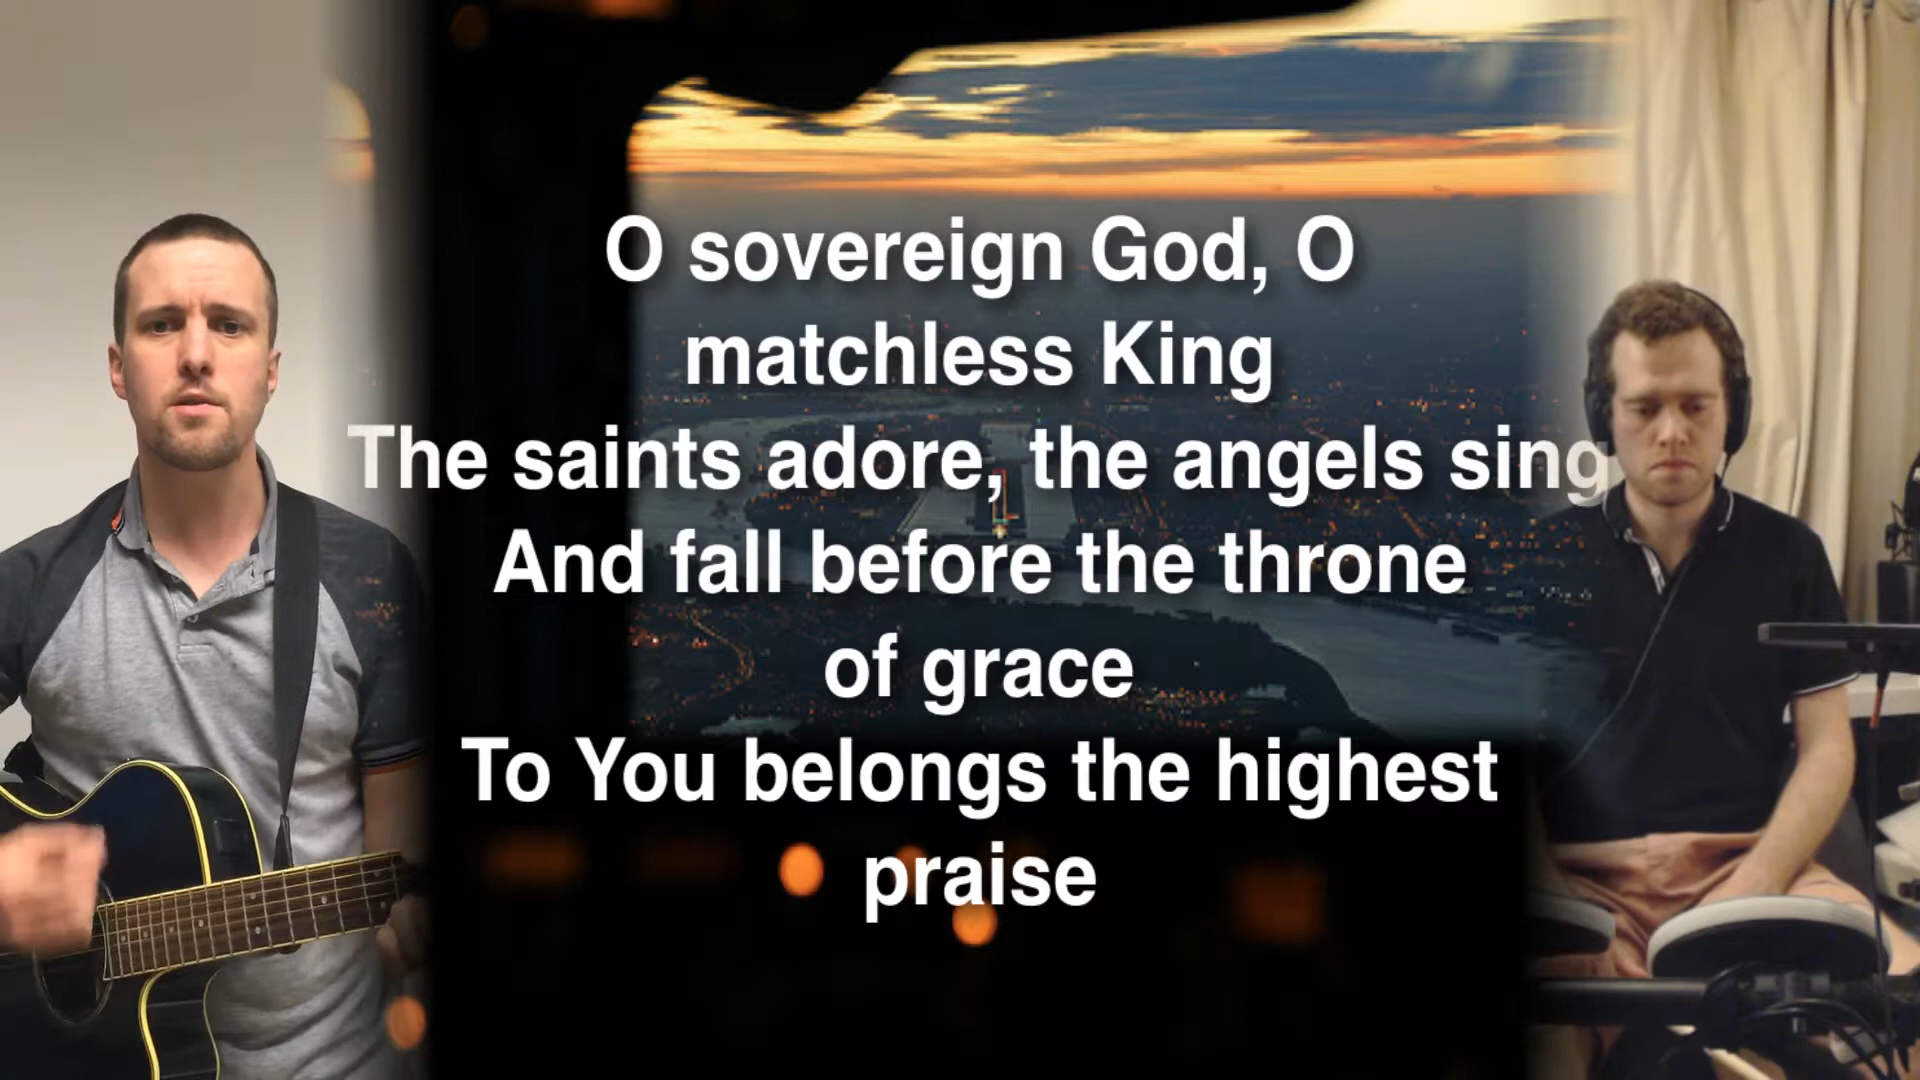 O sovereign God, O
matchless King
The saints adore, the angels sing
And fall before the throne
of grace
To You belongs the highest
praise